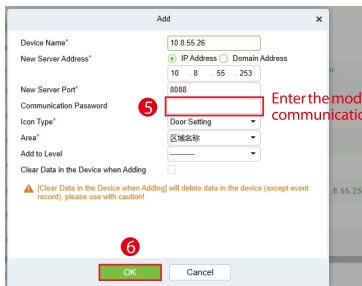 Add
Device Name* 10.8.55.26
New Server Address* IP Address Domain Address
10 . 8 . 55 . 253
New Server Port* 8088
Communication Password
5
Enter the mod
communicatio
Icon Type* Door Setting
Area* 区域名称
Add to Level ----------
Clear Data in the Device when Adding
[Clear Data in the Device when Adding] will delete data in the device (except event
record), please use with caution!
8.55.25
6
OK Cancel